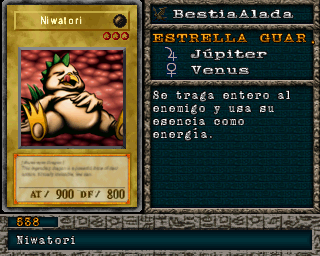 Niwatori
AT/ 900 DF/ 800
BestiaAlada
ESTRELLA GUAR.
Júpiter
Venus
Se traga entero al
enemigo y usa su
esencia como
energía.
538
Niwatori